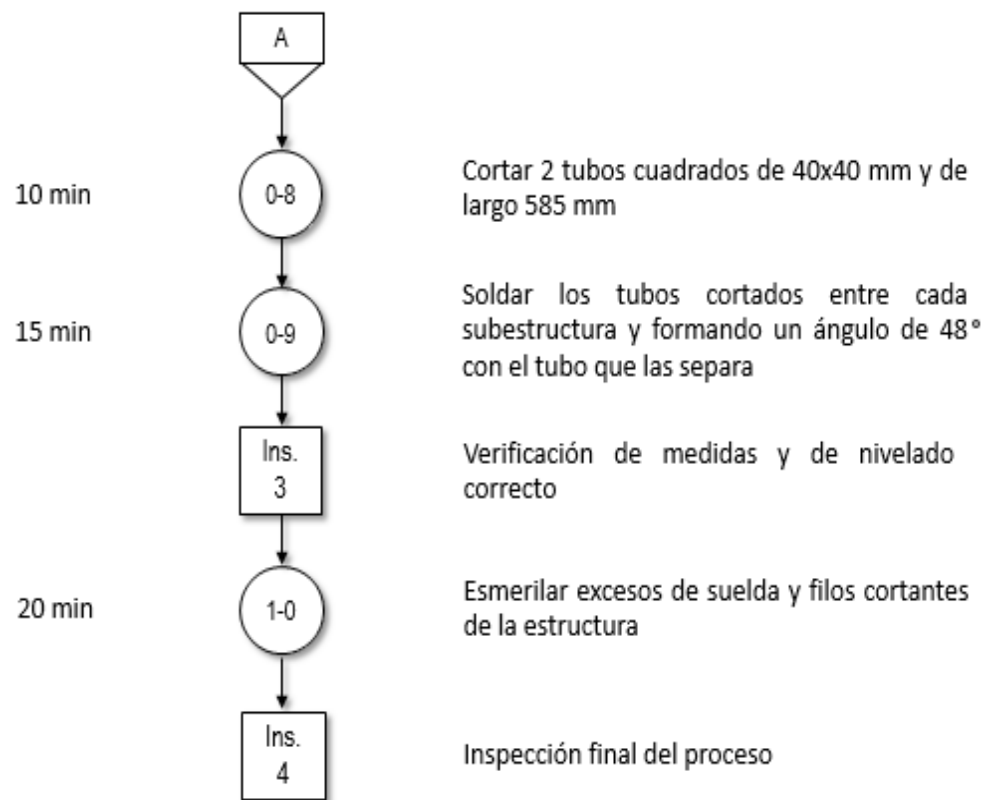 A
10 min
0-8
Cortar 2 tubos cuadrados de 40x40 mm y de
largo 585 mm
15 min
0-9
Soldar los tubos cortados entre cada
subestructura y formando un ángulo de 48°
con el tubo que las separa
Ins.
3
Verificación de medidas y de nivelado
correcto
20 min
1-0
Esmerilar excesos de suelda y filos cortantes
de la estructura
Ins.
4
Inspección final del proceso